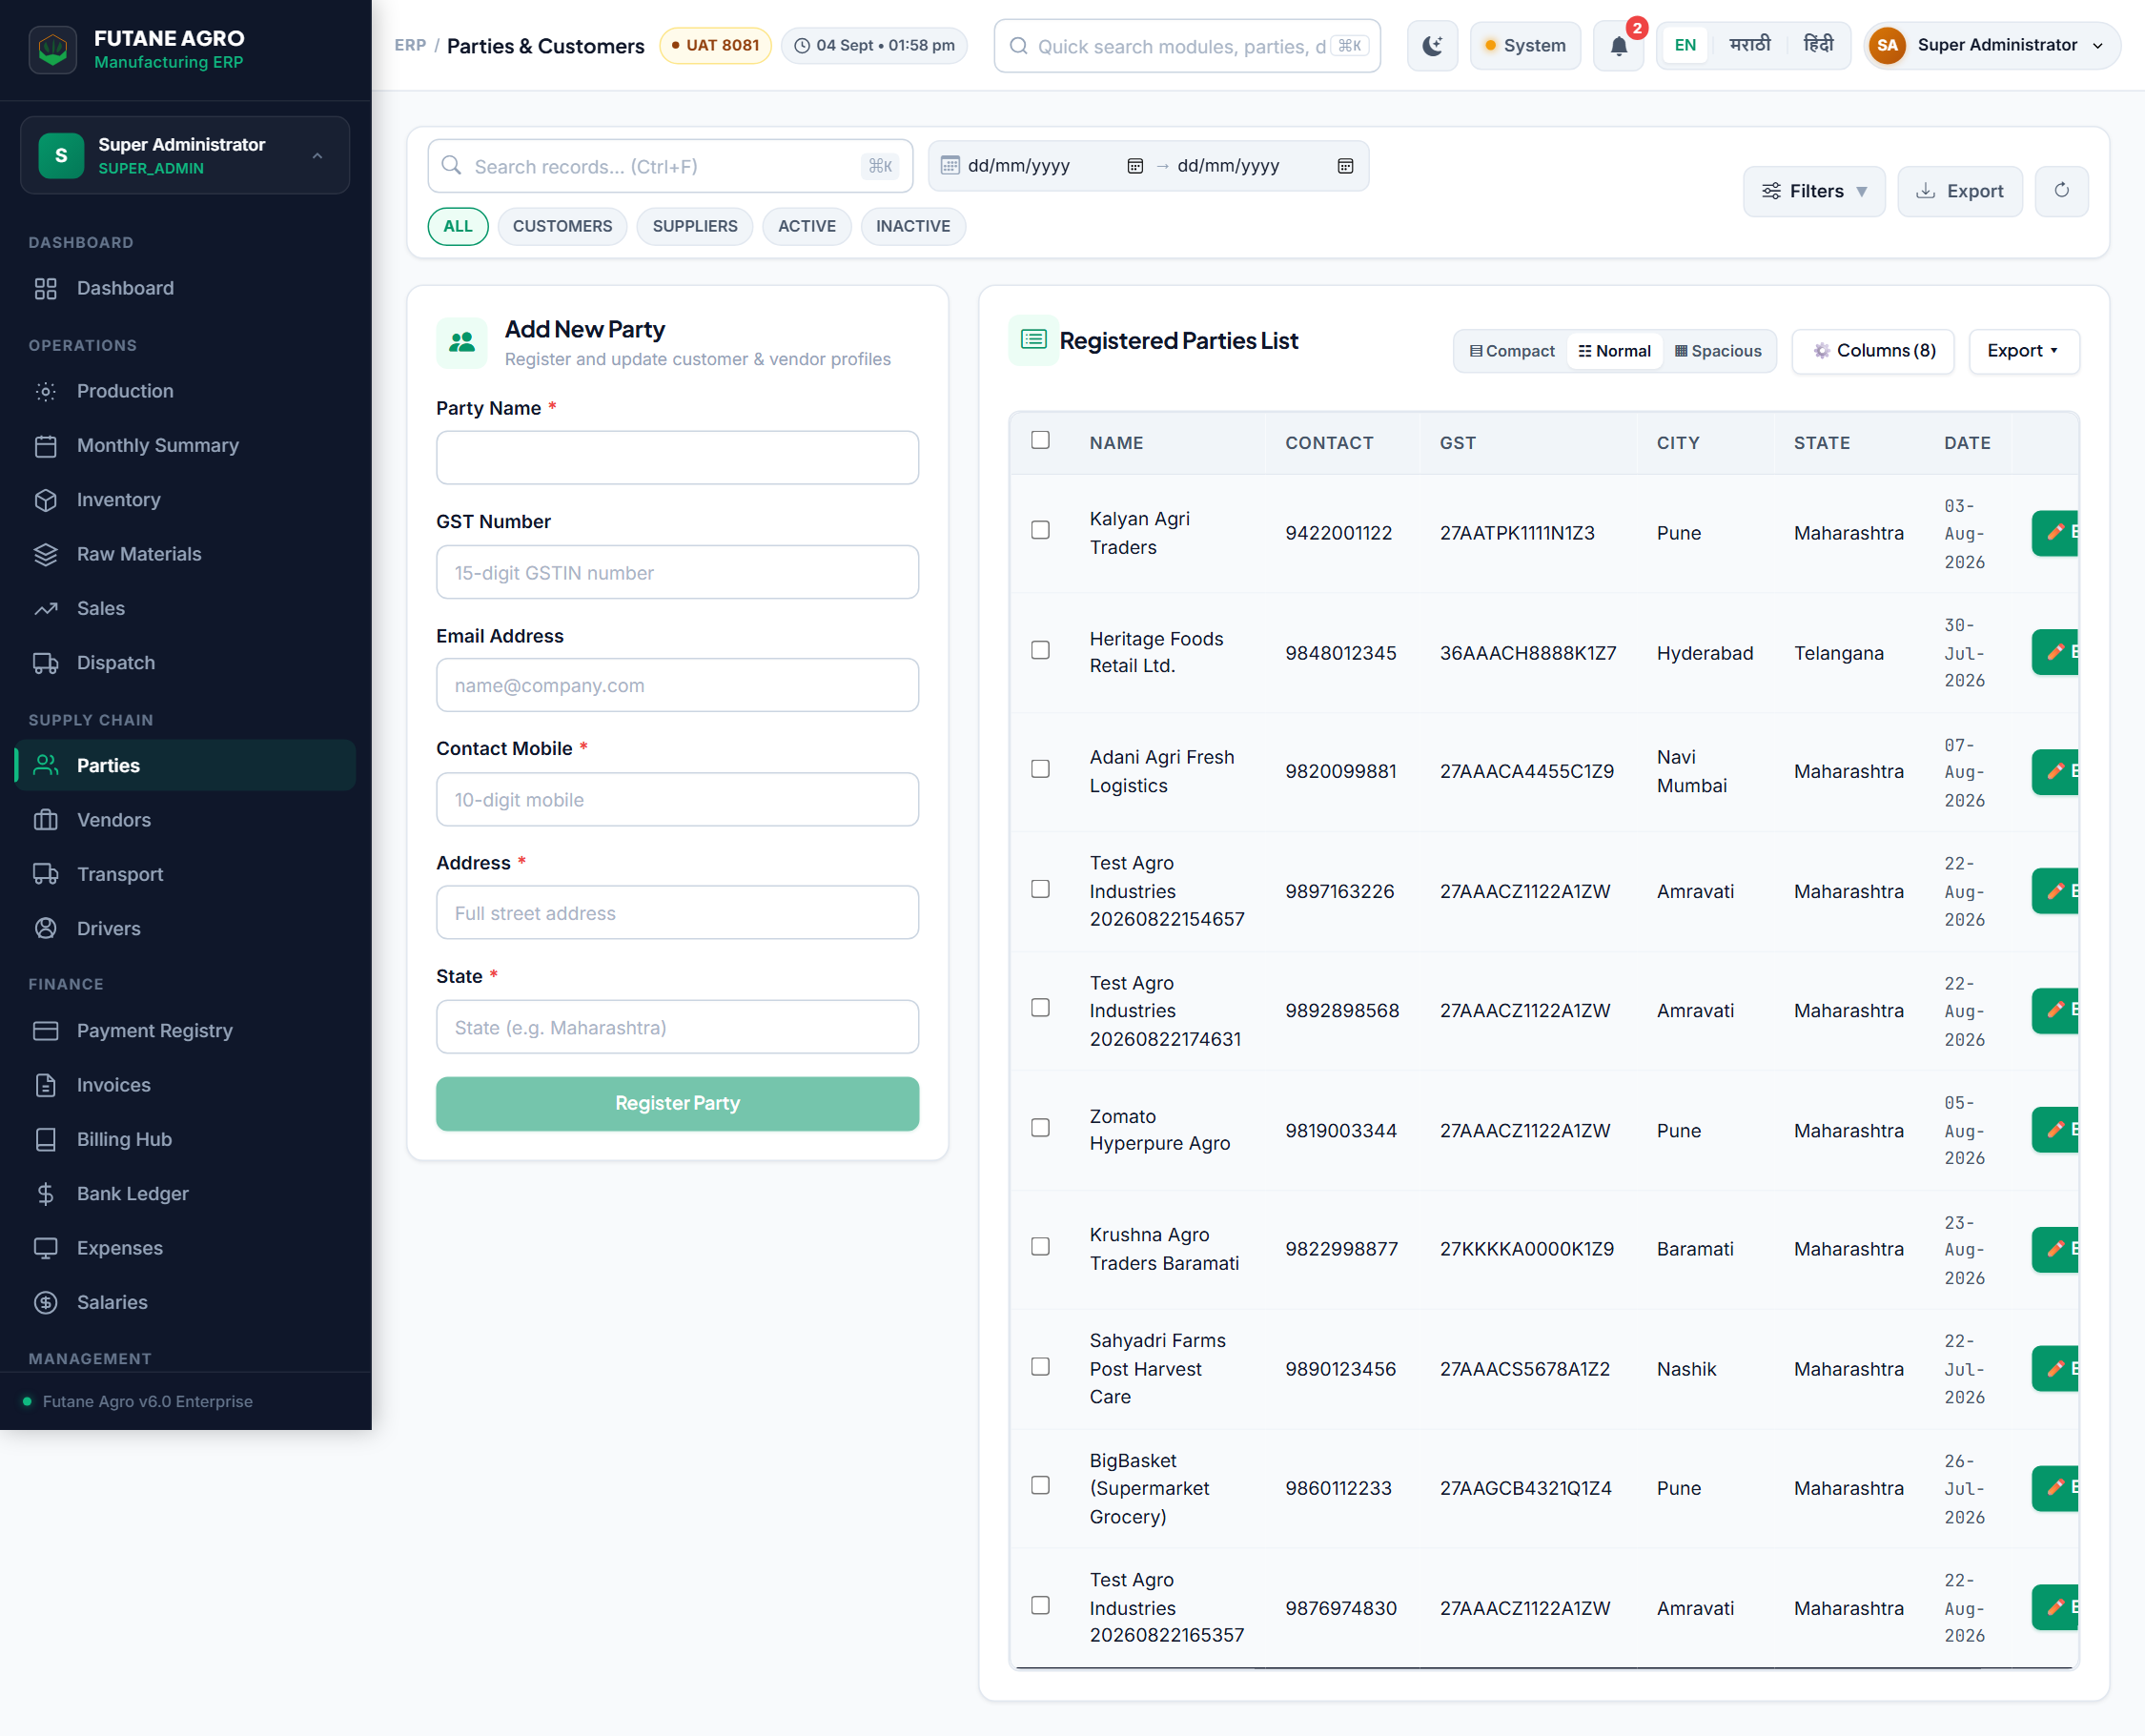 FUTANE AGRO
Manufacturing ERP
Super Administrator
SUPER_ADMIN
S
DASHBOARD
Dashboard
OPERATIONS
Production
Monthly Summary
Inventory
Raw Materials
Sales
Dispatch
SUPPLY CHAIN
Parties
Vendors
Transport
Drivers
FINANCE
Payment Registry
Invoices
Billing Hub
Bank Ledger
Expenses
Salaries
MANAGEMENT
Futane Agro v6.0 Enterprise
ERP / Parties & Customers
UAT 8081
04 Sept • 01:58 pm
Quick search modules, parties, d ⌘K
System
2
EN मराठी हिंदी
SA Super Administrator
Search records... (Ctrl+F) ⌘K
dd/mm/yyyy → dd/mm/yyyy
Filters ▼
Export
ALL CUSTOMERS SUPPLIERS ACTIVE INACTIVE
Add New Party
Register and update customer & vendor profiles
Party Name *
GST Number
15-digit GSTIN number
Email Address
name@company.com
Contact Mobile *
10-digit mobile
Address *
Full street address
State *
State (e.g. Maharashtra)
Register Party
Registered Parties List
Compact Normal Spacious
Columns (8)
Export ▾
NAME CONTACT GST CITY STATE DATE
Kalyan Agri Traders 9422001122 27AATPK1111N1Z3 Pune Maharashtra 03-Aug-2026
Heritage Foods Retail Ltd. 9848012345 36AAACH8888K1Z7 Hyderabad Telangana 30-Jul-2026
Adani Agri Fresh Logistics 9820099881 27AAACA4455C1Z9 Navi Mumbai Maharashtra 07-Aug-2026
Test Agro Industries 20260822154657 9897163226 27AAACZ1122A1ZW Amravati Maharashtra 22-Aug-2026
Test Agro Industries 20260822174631 9892898568 27AAACZ1122A1ZW Amravati Maharashtra 22-Aug-2026
Zomato Hyperpure Agro 9819003344 27AAACZ1122A1ZW Pune Maharashtra 05-Aug-2026
Krushna Agro Traders Baramati 9822998877 27KKKKA0000K1Z9 Baramati Maharashtra 23-Aug-2026
Sahyadri Farms Post Harvest Care 9890123456 27AAACS5678A1Z2 Nashik Maharashtra 22-Jul-2026
BigBasket (Supermarket Grocery) 9860112233 27AAGCB4321Q1Z4 Pune Maharashtra 26-Jul-2026
Test Agro Industries 20260822165357 9876974830 27AAACZ1122A1ZW Amravati Maharashtra 22-Aug-2026